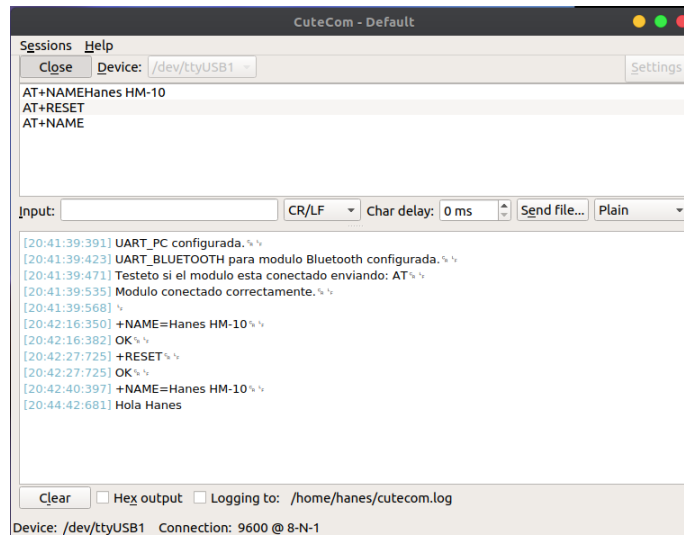 CuteCom - Default
Sessions Help
Close Device: /dev/ttyUSB1 Settings
AT+NAMEHanes HM-10
AT+RESET
AT+NAME
Input: CR/LF Char delay: 0 ms Send file... Plain
[20:41:39:391] UART_PC configurada.␍␊
[20:41:39:423] UART_BLUETOOTH para modulo Bluetooth configurada.␍␊
[20:41:39:471] Testeto si el modulo esta conectado enviando: AT␍␊
[20:41:39:535] Modulo conectado correctamente.␍␊
[20:41:39:568] ␊
[20:42:16:350] +NAME=Hanes HM-10␍␊
[20:42:16:382] OK␍␊
[20:42:27:725] +RESET␍␊
[20:42:27:725] OK␍␊
[20:42:40:397] +NAME=Hanes HM-10␍␊
[20:44:42:681] Hola Hanes
Clear Hex output Logging to: /home/hanes/cutecom.log
Device: /dev/ttyUSB1 Connection: 9600 @ 8-N-1